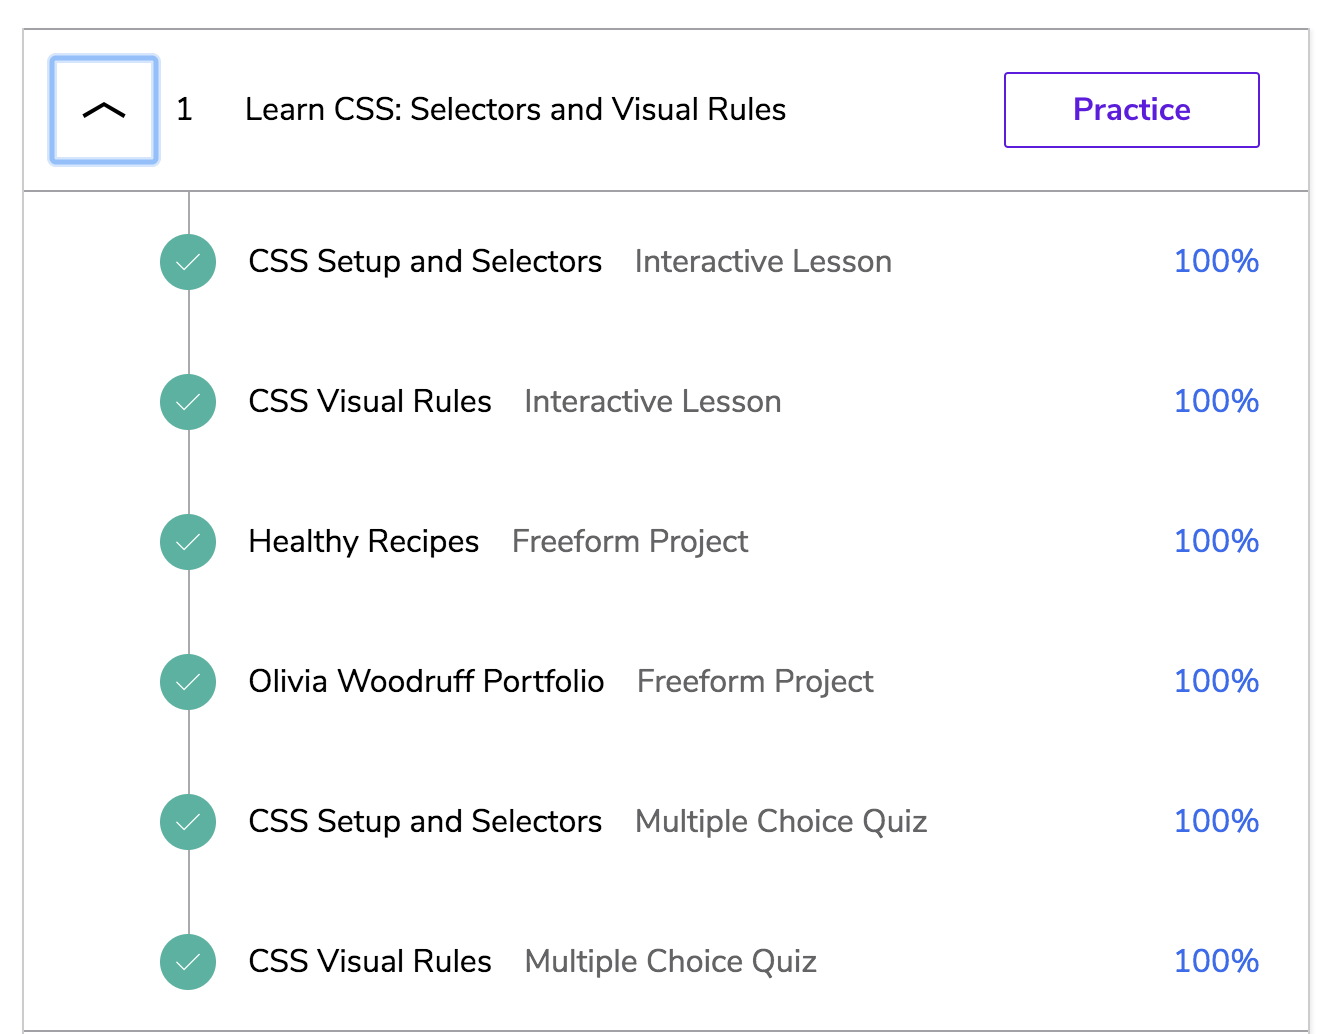 1 Learn CSS: Selectors and Visual Rules Practice
CSS Setup and Selectors Interactive Lesson 100%
CSS Visual Rules Interactive Lesson 100%
Healthy Recipes Freeform Project 100%
Olivia Woodruff Portfolio Freeform Project 100%
CSS Setup and Selectors Multiple Choice Quiz 100%
CSS Visual Rules Multiple Choice Quiz 100%